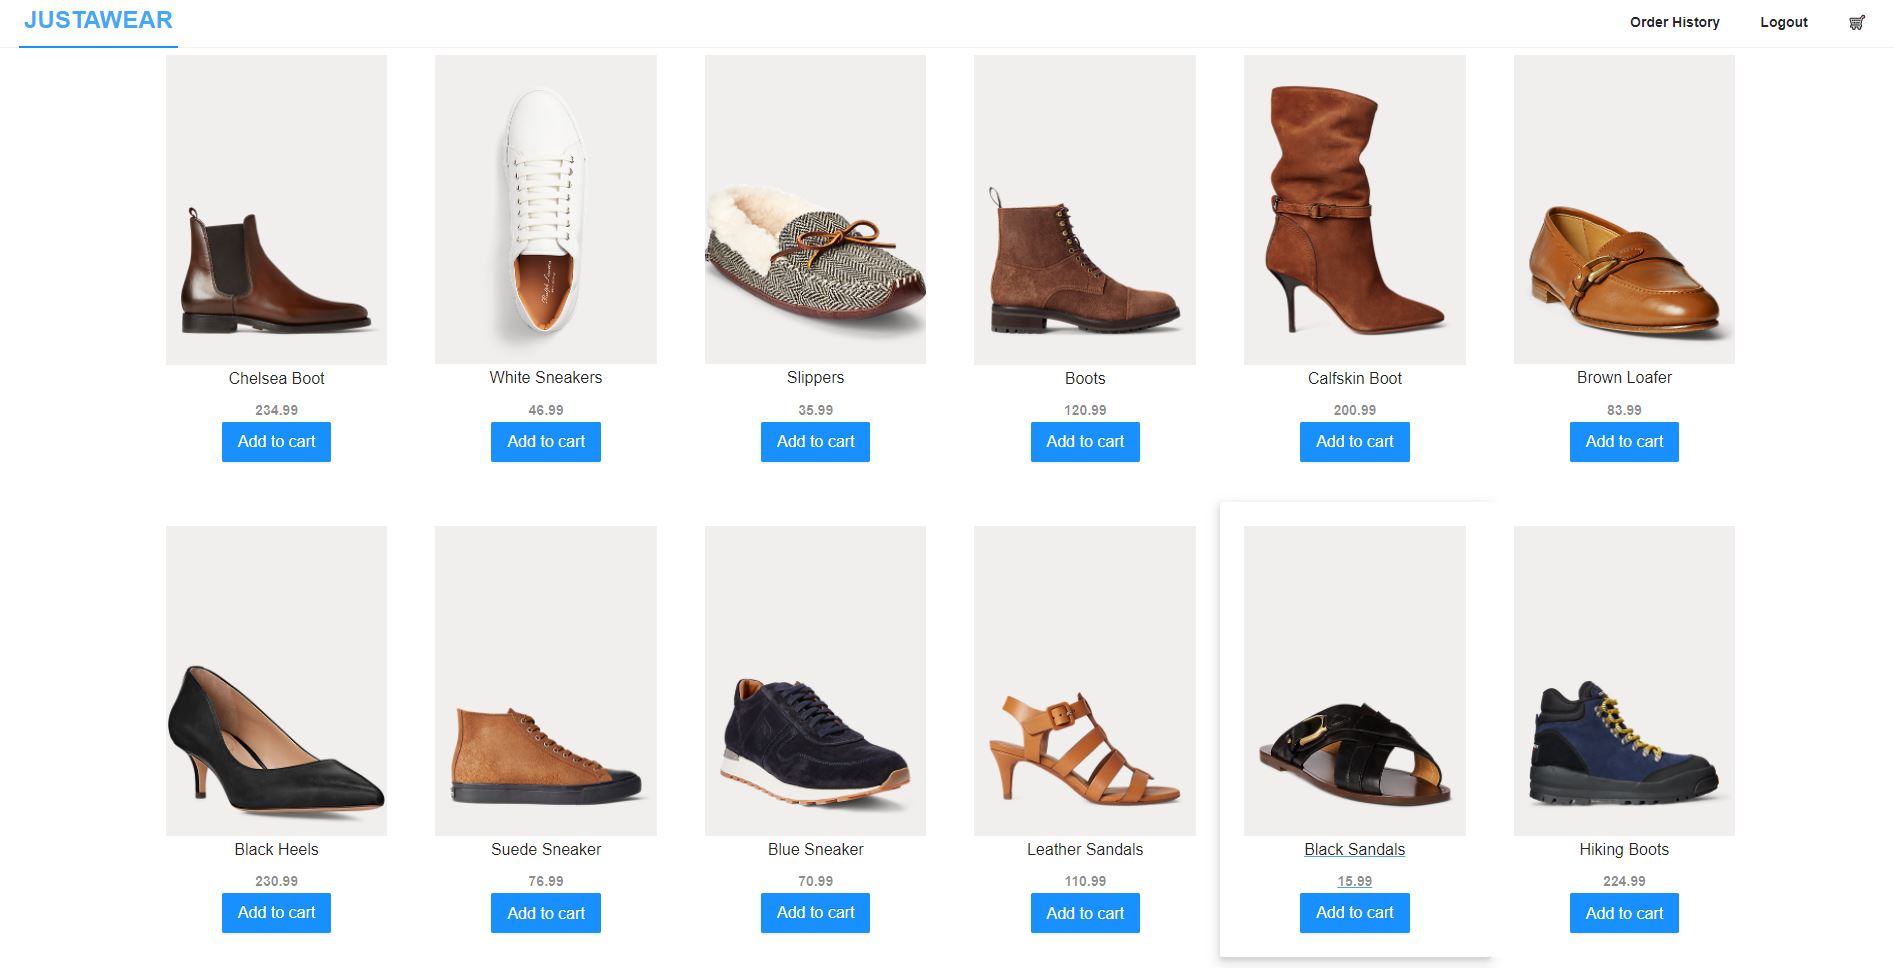 JUSTAWEAR
Order History
Logout
Chelsea Boot
White Sneakers
Slippers
Boots
Calfskin Boot
Brown Loafer
234.99
46.99
35.99
120.99
200.99
83.99
Add to cart
Add to cart
Add to cart
Add to cart
Add to cart
Add to cart
Black Heels
Suede Sneaker
Blue Sneaker
Leather Sandals
Black Sandals
Hiking Boots
230.99
76.99
70.99
110.99
15.99
224.99
Add to cart
Add to cart
Add to cart
Add to cart
Add to cart
Add to cart